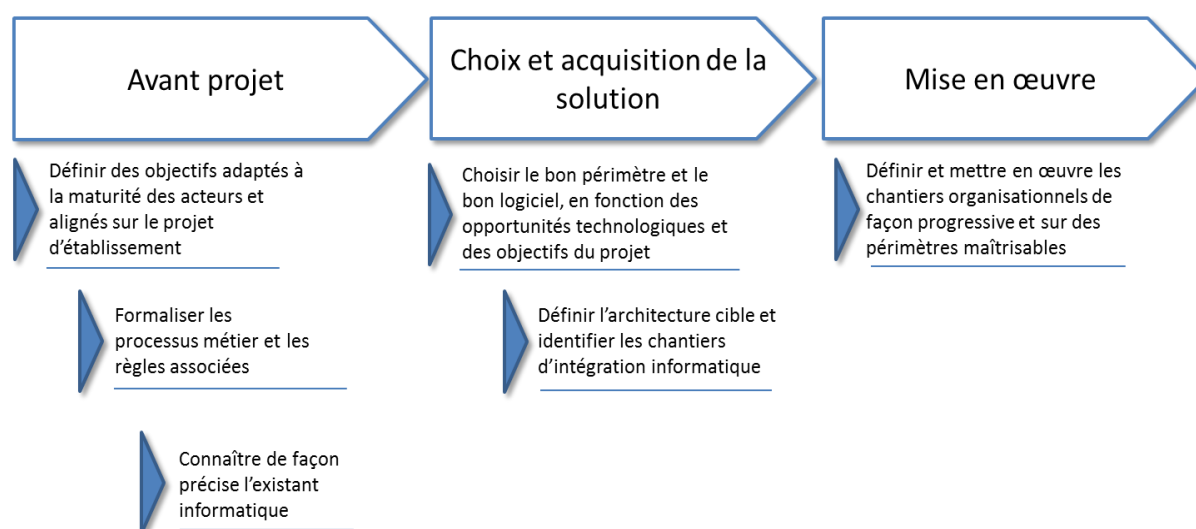 Avant projet
Choix et acquisition de la
solution
Mise en œuvre
Définir des objectifs adaptés à
la maturité des acteurs et
alignés sur le projet
d’établissement
Formaliser les
processus métier et les
règles associées
Connaître de façon
précise l’existant
informatique
Choisir le bon périmètre et le
bon logiciel, en fonction des
opportunités technologiques et
des objectifs du projet
Définir l’architecture cible et
identifier les chantiers
d’intégration informatique
Définir et mettre en œuvre les
chantiers organisationnels de
façon progressive et sur des
périmètres maîtrisables